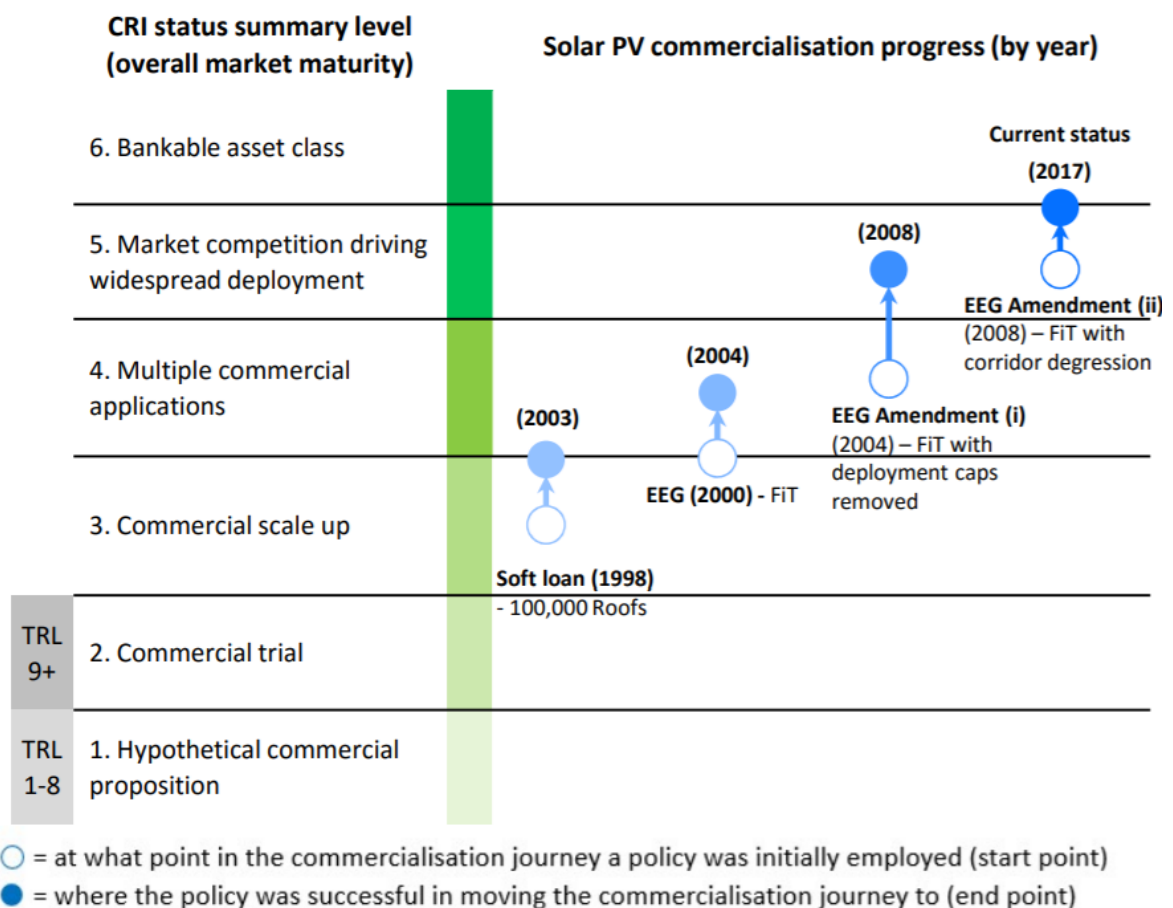 CRI status summary level
(overall market maturity)
Solar PV commercialisation progress (by year)
6. Bankable asset class
Current status
(2017)
5. Market competition driving
widespread deployment
(2008)
EEG Amendment (ii)
(2008) – FiT with
corridor degression
4. Multiple commercial
applications
(2004)
EEG Amendment (i)
(2004) – FiT with
deployment caps
removed
(2003)
EEG (2000) - FiT
3. Commercial scale up
Soft loan (1998)
- 100,000 Roofs
TRL
9+
2. Commercial trial
TRL
1-8
1. Hypothetical commercial
proposition
= at what point in the commercialisation journey a policy was initially employed (start point)
= where the policy was successful in moving the commercialisation journey to (end point)